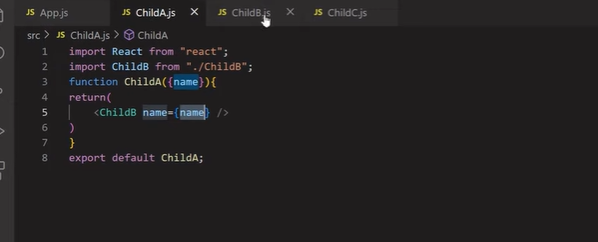 JS App.js JS ChildA.js × JS ChildB.js × JS ChildC.js
src > JS ChildA.js > ChildA
1 import React from "react";
2 import ChildB from "./ChildB";
3 function ChildA({name}){
4 return(
5 <ChildB name={name} />
6 )
7 }
8 export default ChildA;